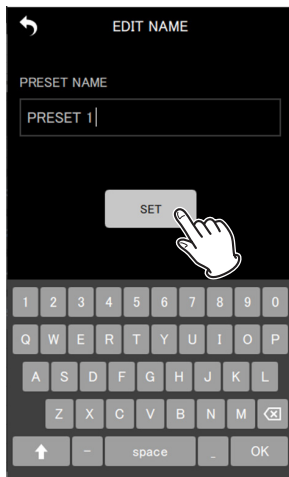 EDIT NAME
PRESET NAME
PRESET 1
SET
1 2 3 4 5 6 7 8 9 0
Q W E R T Y U I O P
A S D F G H J K L
Z X C V B N M
- space _ OK